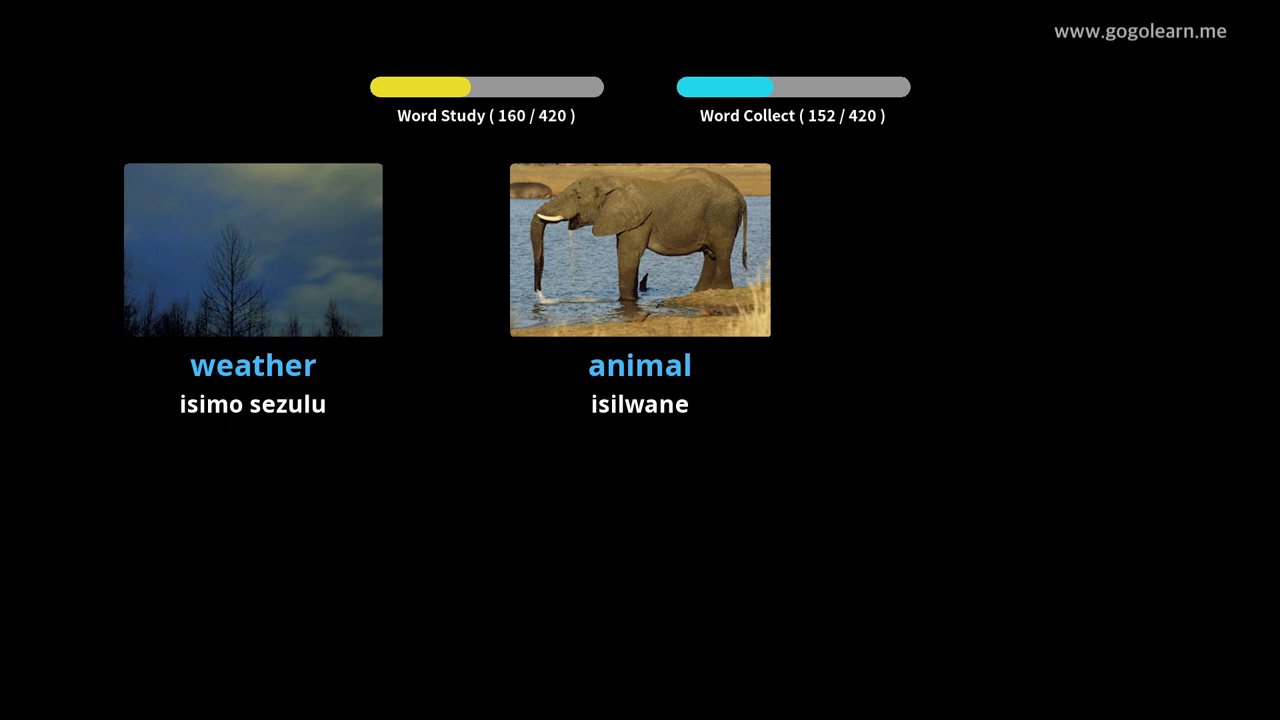 www.gogolearn.me
Word Study ( 160 / 420 )
Word Collect ( 152 / 420 )
weather
isimo sezulu
animal
isilwane